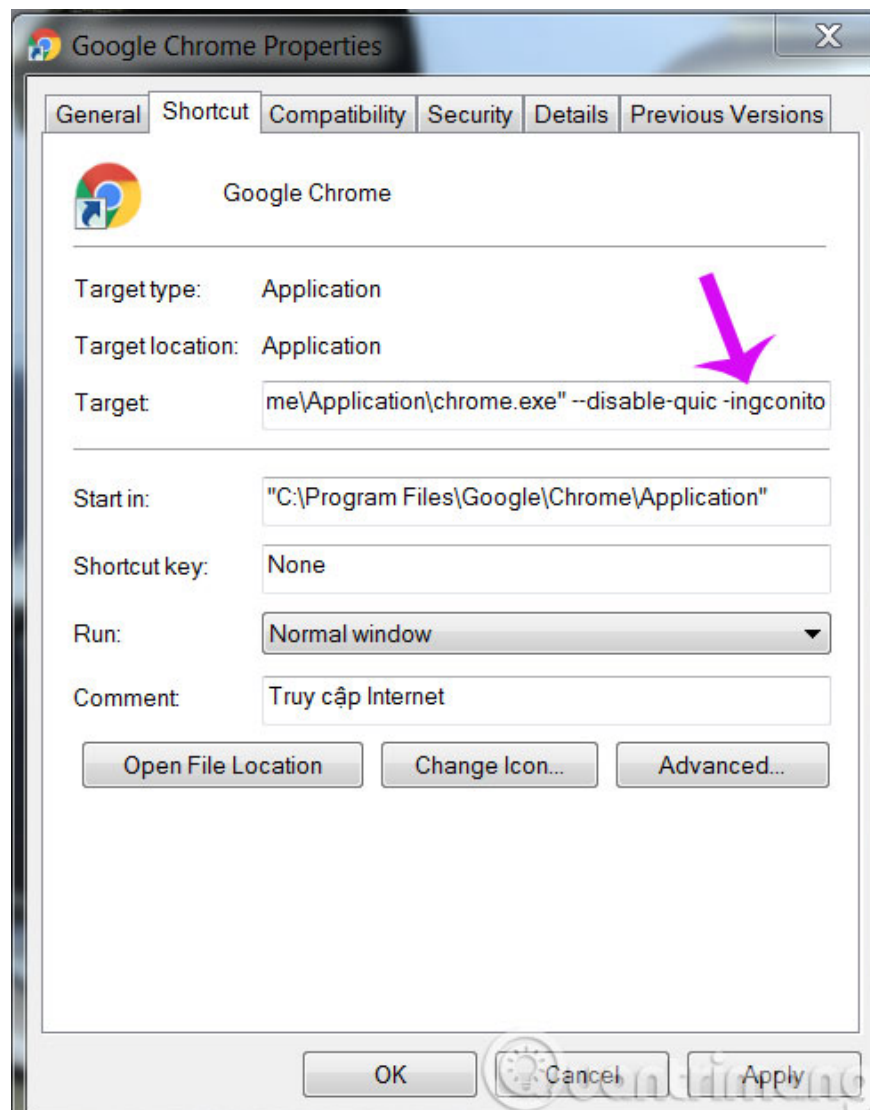 Google Chrome Properties
General Shortcut Compatibility Security Details Previous Versions
Google Chrome
Target type: Application
Target location: Application
Target: me\Application\chrome.exe" --disable-quic -ingconito
Start in: "C:\Program Files\Google\Chrome\Application"
Shortcut key: None
Run: Normal window
Comment: Truy cập Internet
Open File Location Change Icon... Advanced...
OK Cancel Apply
uantrimang